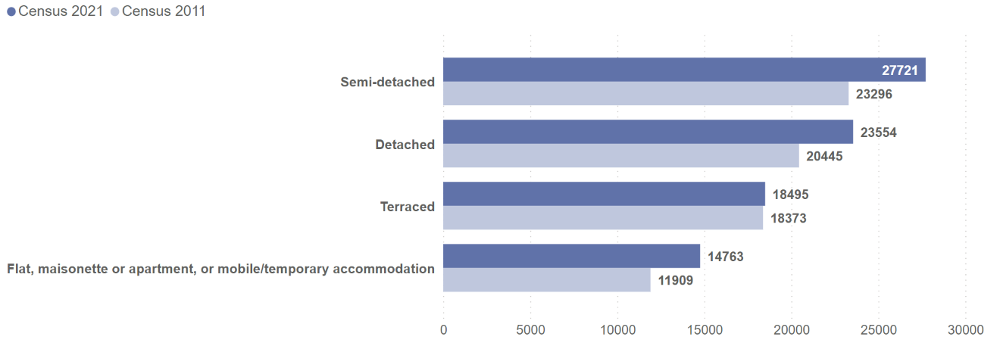 Census 2021 Census 2011
Semi-detached
27721
23296
Detached
23554
20445
Terraced
18495
18373
Flat, maisonette or apartment, or mobile/temporary accommodation
14763
11909
0 5000 10000 15000 20000 25000 30000